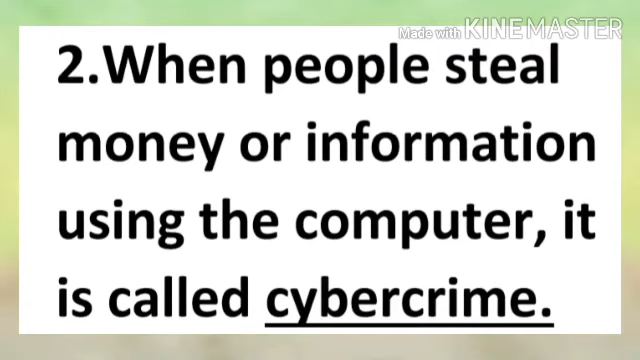 Made with KINEMASTER
2.When people steal
money or information
using the computer, it
is called cybercrime.